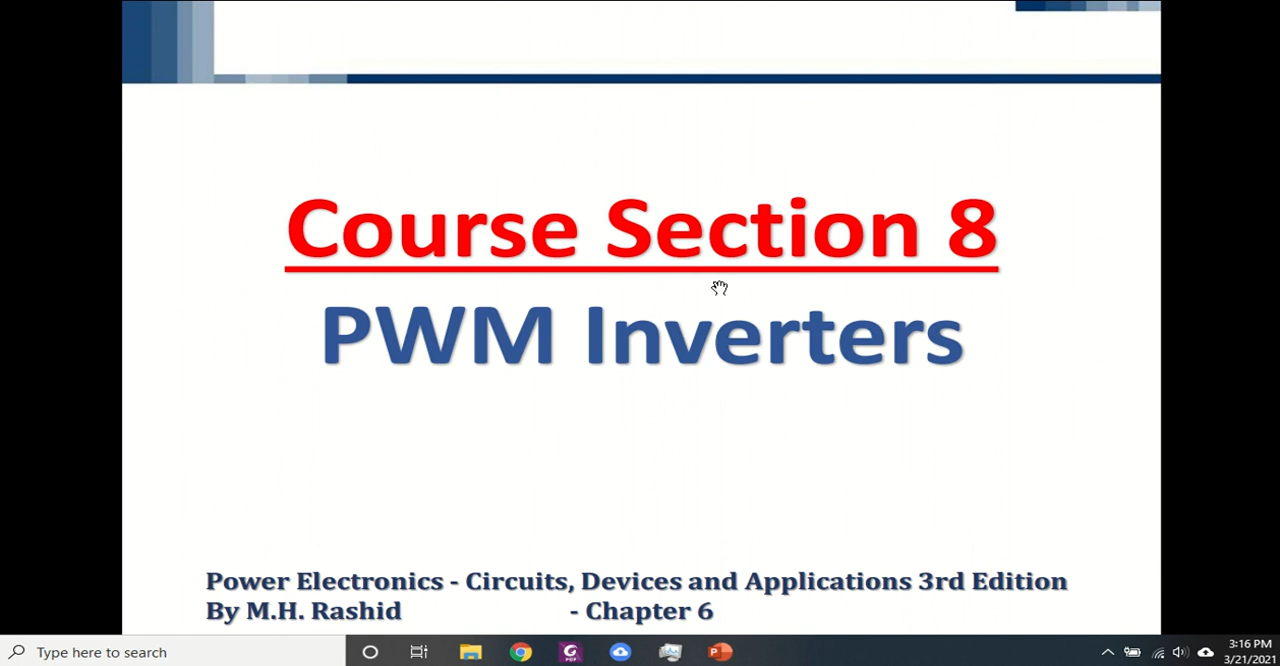 Course Section 8
PWM Inverters
Power Electronics - Circuits, Devices and Applications 3rd Edition
By M.H. Rashid - Chapter 6
Type here to search
3:16 PM
3/21/2021